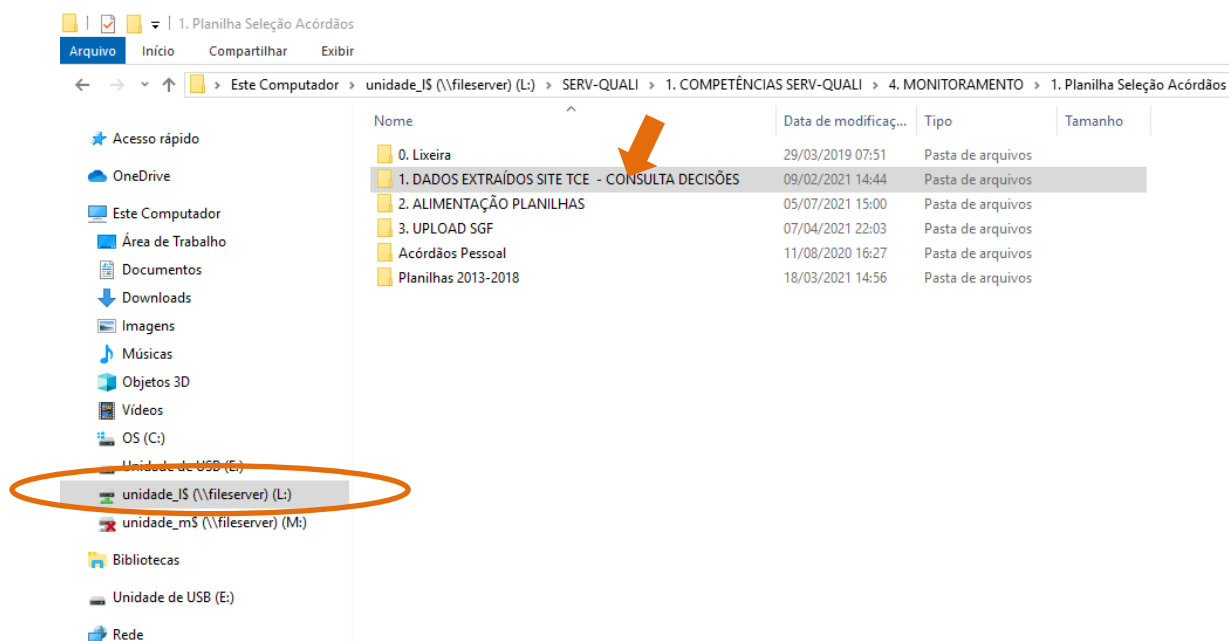 1. Planilha Seleção Acórdãos
Arquivo Início Compartilhar Exibir
Este Computador > unidade_l$ (\\fileserver) (L:) > SERV-QUALI > 1. COMPETÊNCIAS SERV-QUALI > 4. MONITORAMENTO > 1. Planilha Seleção Acórdãos
Nome Data de modificaç... Tipo Tamanho
0. Lixeira 29/03/2019 07:51 Pasta de arquivos
1. DADOS EXTRAÍDOS SITE TCE - CONSULTA DECISÕES 09/02/2021 14:44 Pasta de arquivos
2. ALIMENTAÇÃO PLANILHAS 05/07/2021 15:00 Pasta de arquivos
3. UPLOAD SGF 07/04/2021 22:03 Pasta de arquivos
Acórdãos Pessoal 11/08/2020 16:27 Pasta de arquivos
Planilhas 2013-2018 18/03/2021 14:56 Pasta de arquivos
Acesso rápido
OneDrive
Este Computador
Área de Trabalho
Documentos
Downloads
Imagens
Músicas
Objetos 3D
Vídeos
OS (C:)
Unidade de USB (E:)
unidade_l$ (\\fileserver) (L:)
unidade_m$ (\\fileserver) (M:)
Bibliotecas
Unidade de USB (E:)
Rede